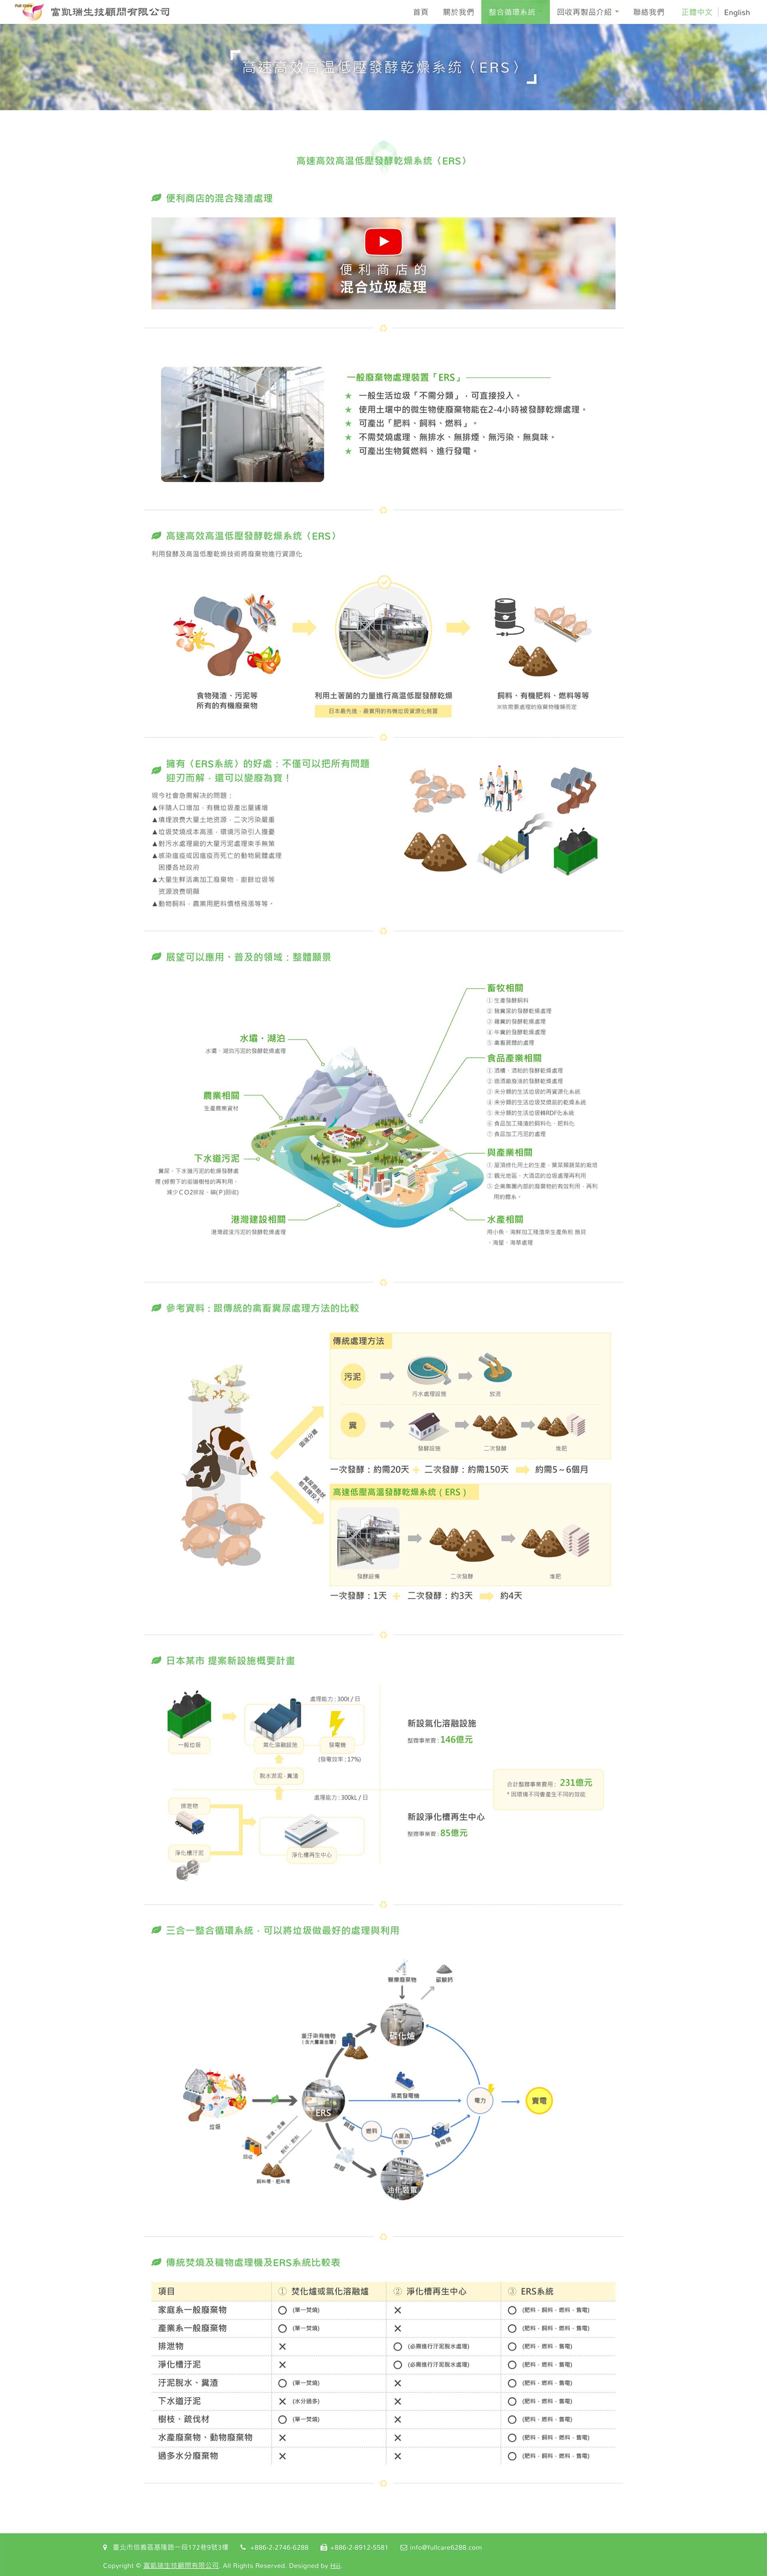 富凱瑞生技顧問有限公司
首頁
關於我們
整合循環系統
回收再製品介紹
聯絡我們
正體中文
English
高速高效高温低壓發酵乾燥系統（ERS）
高速高效高温低壓發酵乾燥系統（ERS）
便利商店的混合殘渣處理
便利商店的
混合垃圾處理
一般廢棄物處理裝置「ERS」
★ 一般生活垃圾「不需分類」，可直接投入。
★ 使用土壤中的微生物使廢棄物能在2-4小時被發酵乾燥處理。
★ 可產出「肥料、飼料、燃料」。
★ 不需焚燒處理、無排水、無排煙、無污染、無臭味。
★ 可產出生物質燃料、進行發電。
高速高效高温低壓發酵乾燥系統（ERS）
利用發酵及高温低壓乾燥技術將廢棄物進行資源化
食物殘渣、污泥等
所有的有機廢棄物
利用土著菌的力量進行高温低壓發酵乾燥
日本最先進，最實用的有機垃圾資源化裝置
飼料、有機肥料、燃料等等
※依需要處理的廢棄物種類而定
擁有（ERS系統）的好處：不僅可以把所有問題
迎刃而解，還可以變廢為寶！
現今社會急需解決的問題：
▲伴隨人口增加，有機垃圾產出量遽增
▲填埋浪費大量土地资源，二次污染嚴重
▲垃圾焚燒成本高漲，環境污染引人擔憂
▲對污水處理廠的大量污泥處理束手無策
▲感染瘟疫或因瘟疫而死亡的動物屍體處理
困擾各地政府
▲大量生鮮活禽加工廢棄物，廚餘垃圾等
資源浪費明顯
▲動物飼料，農業用肥料價格飛漲等等。
展望可以應用、普及的領域：整體願景
畜牧相關
① 生產發酵飼料
② 豬糞尿的發酵乾燥處理
③ 雞糞的發酵乾燥處理
④ 牛糞的發酵乾燥處理
⑤ 禽畜屍體的處理
水壩、湖泊
水壩、湖泊污泥的發酵乾燥處理
食品產業相關
① 酒糟、酒粕的發酵乾燥處理
② 燒酒廠廢液的發酵乾燥處理
③ 未分類的生活垃圾的再資源化系統
④ 未分類的生活垃圾焚燒前的乾燥系統
⑤ 未分類的生活垃圾轉RDF化系統
⑥ 食品加工殘渣的飼料化、肥料化
⑦ 食品加工污泥的處理
農業相關
生產農業資材
下水道污泥
糞尿、下水道污泥的乾燥發酵處
減少ＣＯ2排放、磷(P)回收)
與產業相關
① 屋頂綠化用土的生產、葉菜類蔬菜的栽培
② 觀光地區、大酒店的垃圾處理再利用
③ 企業集團內部的廢棄物的有效利用、再利
用的體系。
港灣建設相關
港灣疏浚污泥的發酵乾燥處理
水產相關
用小魚、海鮮加工殘渣來生產魚粉 扇貝
、海星、海草處理
參考資料：跟傳統的禽畜糞尿處理方法的比較
傳統處理方法
污泥
污水處理設施
放流
固液分離
糞
發酵設施
二次發酵
堆肥
一次發酵：約需20天 + 二次發酵：約需150天 約需5～6個月
高速低壓高溫發酵乾燥系統（ERS）
發酵設備
二次發酵
堆肥
一次發酵：1天 + 二次發酵：約3天 約4天
日本某市 提案新設施概要計畫
處理能力：300t / 日
一般垃圾
氣化溶融設施
發電機
(發電效率：17%)
新設氣化溶融設施
整體事業費：146億元
脫水淤泥、糞渣
合計整體事業費用： 231億元
* 因環境不同會產生不同的效能
處理能力：300kL / 日
排泄物
淨化槽汙泥
淨化槽再生中心
新設淨化槽再生中心
整體事業費：85億元
三合一整合循環系統，可以將垃圾做最好的處理與利用
醫療廢棄物
碳酸鈣
碳化爐
重汙染有機物
(含大量重金屬)
蒸氣發電機
垃圾
ERS
電力
賣電
燃料
A重油
(柴油)
發電機
油化裝置
飼料棒、肥料棒
傳統焚燒及穢物處理機及ERS系統比較表
項目 ① 焚化爐或氣化溶融爐 ② 淨化槽再生中心 ③ ERS系統
家庭系一般廢棄物 〇 (單一焚燒) ✕ 〇 (肥料、飼料、燃料、售電)
產業系一般廢棄物 〇 (單一焚燒) ✕ 〇 (肥料、飼料、燃料、售電)
排泄物 ✕ 〇 (必需進行汙泥脫水處理) 〇 (肥料、燃料、售電)
淨化槽汙泥 ✕ 〇 (必需進行汙泥脫水處理) 〇 (肥料、燃料、售電)
汙泥脫水、糞渣 〇 (單一焚燒) ✕ 〇 (肥料、燃料、售電)
下水道汙泥 ✕ (水分過多) ✕ 〇 (肥料、燃料、售電)
樹枝、疏伐材 〇 (單一焚燒) ✕ 〇 (肥料、燃料、售電)
水產廢棄物、動物廢棄物 ✕ ✕ 〇 (肥料、飼料、燃料、售電)
過多水分廢棄物 ✕ ✕ 〇 (肥料、飼料、燃料、售電)
臺北市信義區基隆路一段172巷9號3樓 +886-2-2746-6288 +886-2-8912-5581 info@fullcare6288.com
Copyright © 富凱瑞生技顧問有限公司. All Rights Reserved. Designed by Hiii.